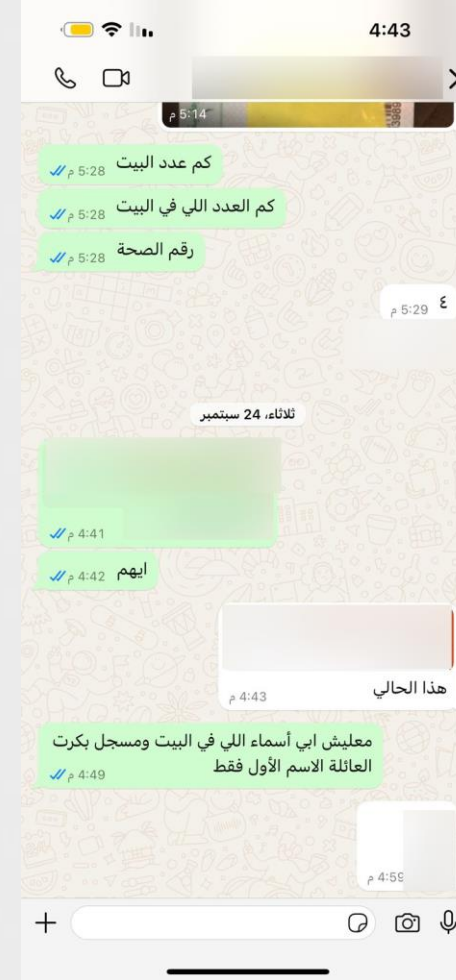 4:43
5:14 م
3989
كم عدد البيت
5:28 م
كم العدد اللي في البيت
5:28 م
رقم الصحة
5:28 م
٤
5:29 م
ثلاثاء، 24 سبتمبر
4:41 م
ايهم
4:42 م
هذا الحالي
4:43 م
معليش ابي أسماء اللي في البيت ومسجل بكرت
العائلة الاسم الأول فقط
4:49 م
4:59 م